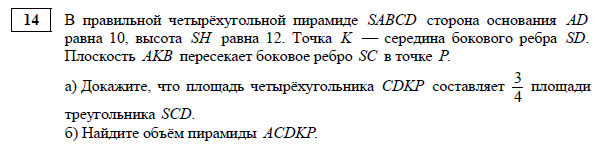 14
В правильной четырёхугольной пирамиде SABCD сторона основания AD
равна 10, высота SH равна 12. Точка K — середина бокового ребра SD.
Плоскость AKB пересекает боковое ребро SC в точке P.
а) Докажите, что площадь четырёхугольника CDKP составляет 3/4 площади
треугольника SCD.
б) Найдите объём пирамиды ACDKP.